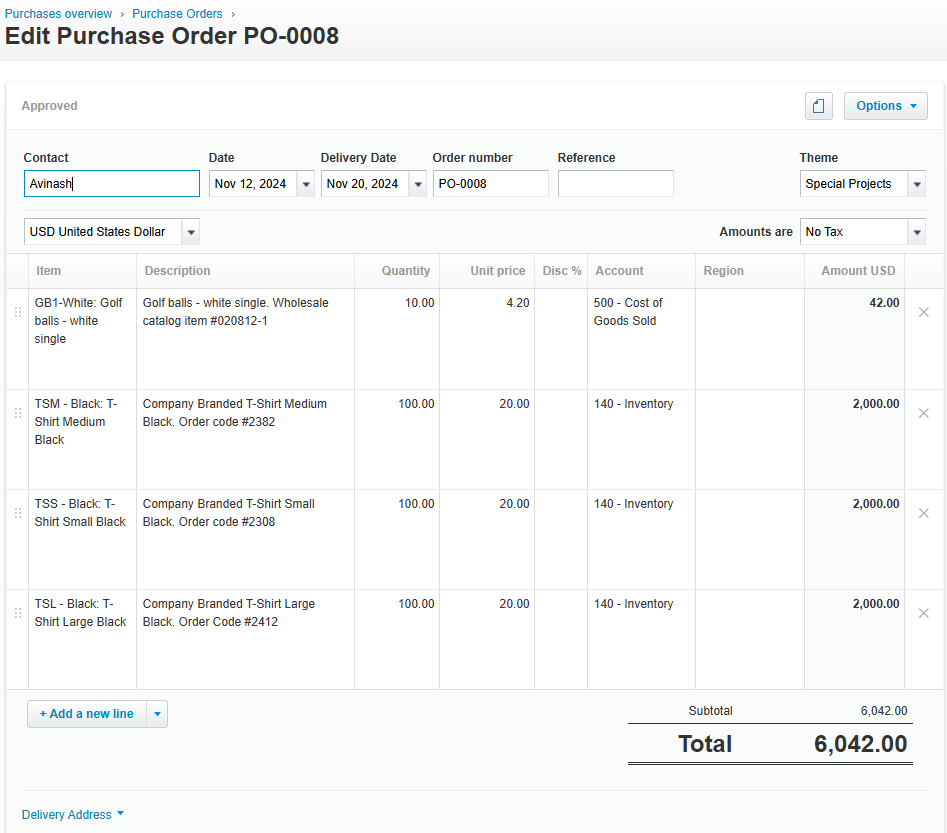 Purchases overview › Purchase Orders ›
Edit Purchase Order PO-0008
Approved
Options
Contact Date Delivery Date Order number Reference Theme
Avinash Nov 12, 2024 Nov 20, 2024 PO-0008 Special Projects
USD United States Dollar Amounts are No Tax
Item Description Quantity Unit price Disc % Account Region Amount USD
GB1-White: Golf Golf balls - white single. Wholesale 10.00 4.20 500 - Cost of 42.00
balls - white catalog item #020812-1 Goods Sold
single
TSM - Black: T- Company Branded T-Shirt Medium 100.00 20.00 140 - Inventory 2,000.00
Shirt Medium Black. Order code #2382
Black
TSS - Black: T- Company Branded T-Shirt Small 100.00 20.00 140 - Inventory 2,000.00
Shirt Small Black Black. Order code #2308
TSL - Black: T- Company Branded T-Shirt Large 100.00 20.00 140 - Inventory 2,000.00
Shirt Large Black Black. Order Code #2412
+ Add a new line Subtotal 6,042.00
Total 6,042.00
Delivery Address